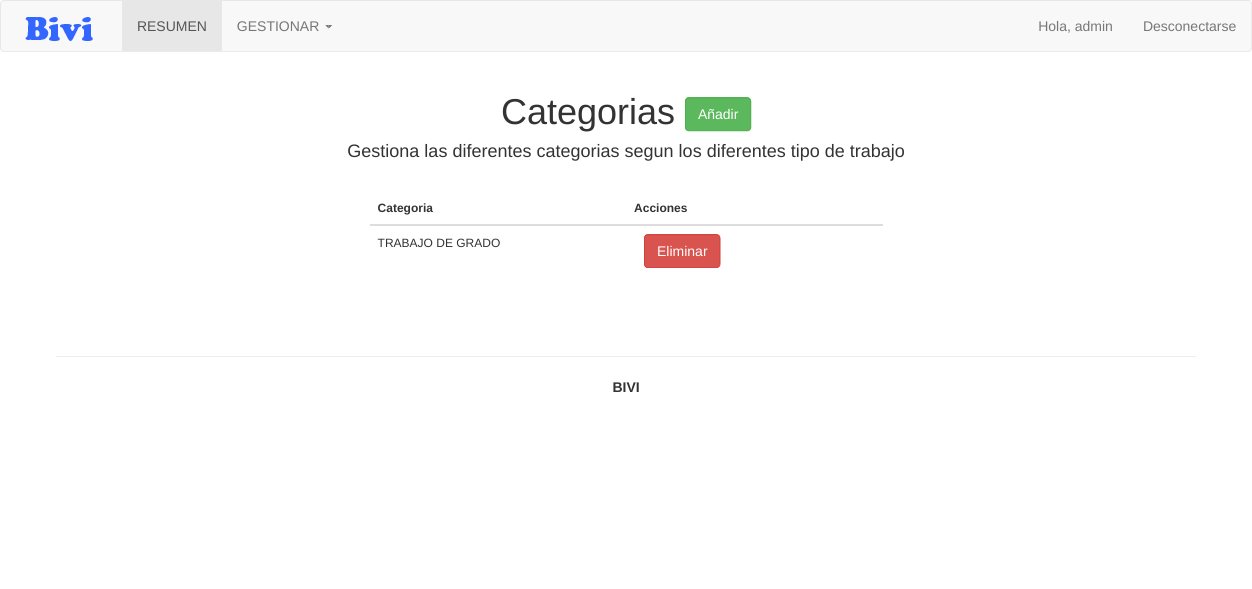 Bivi RESUMEN GESTIONAR Hola, admin Desconectarse
Categorias Añadir
Gestiona las diferentes categorias segun los diferentes tipo de trabajo
Categoria Acciones
TRABAJO DE GRADO Eliminar
BIVI